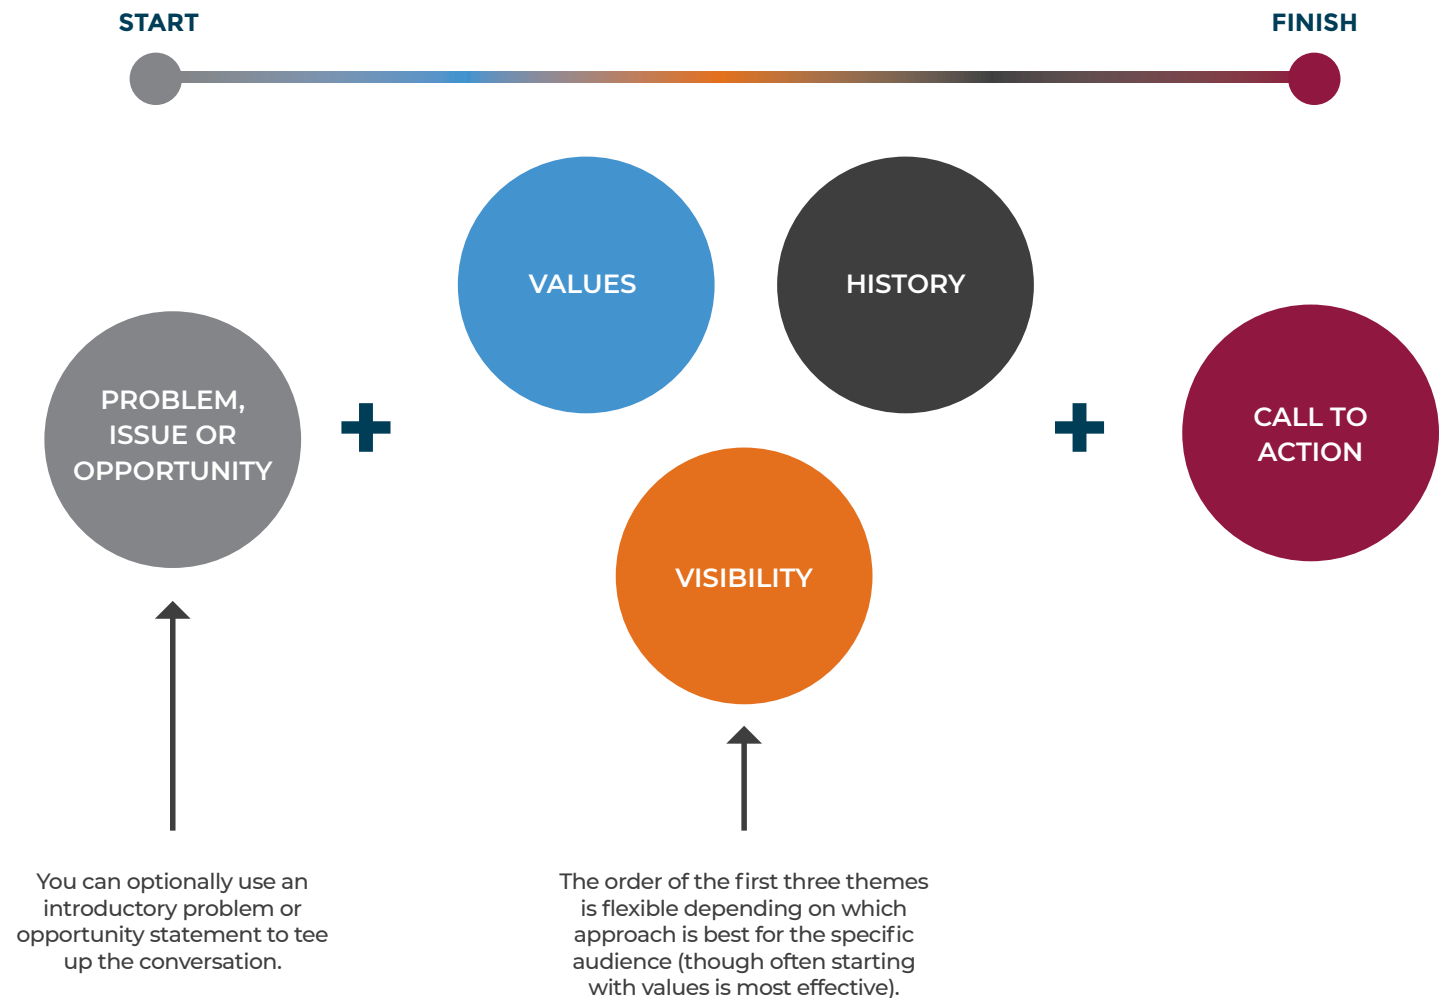 START
FINISH
VALUES
HISTORY
PROBLEM,
ISSUE OR
OPPORTUNITY
CALL TO
ACTION
VISIBILITY
You can optionally use an
introductory problem or
opportunity statement to tee
up the conversation.
The order of the first three themes
is flexible depending on which
approach is best for the specific
audience (though often starting
with values is most effective).